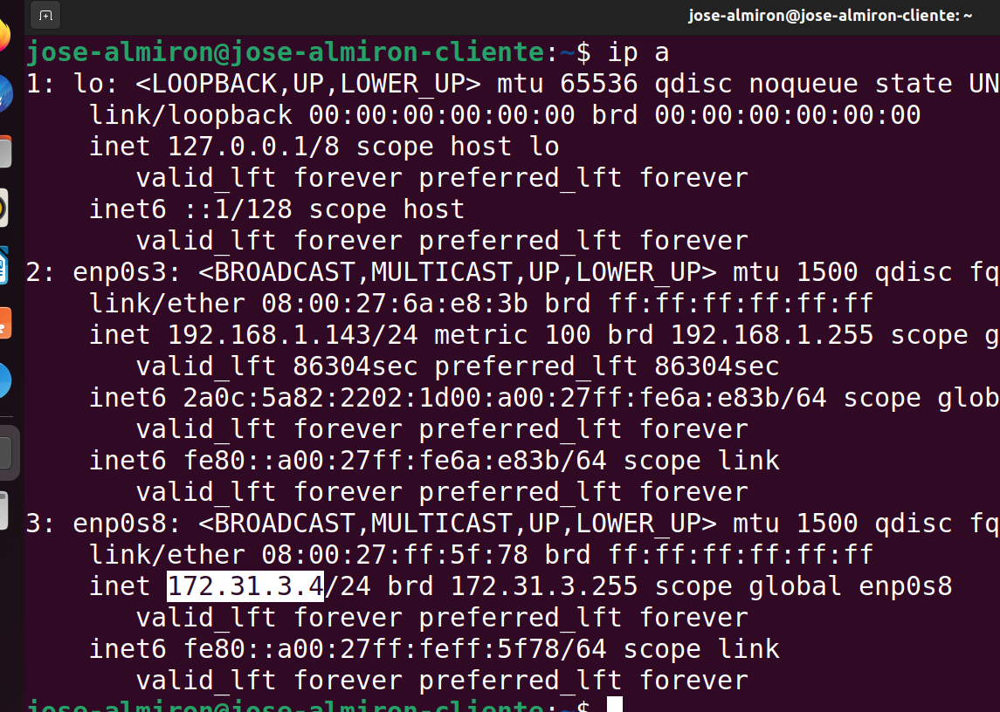 jose-almiron@jose-almiron-cliente: ~
jose-almiron@jose-almiron-cliente:~$ ip a
1: lo: <LOOPBACK,UP,LOWER_UP> mtu 65536 qdisc noqueue state UN
link/loopback 00:00:00:00:00:00 brd 00:00:00:00:00:00
inet 127.0.0.1/8 scope host lo
valid_lft forever preferred_lft forever
inet6 ::1/128 scope host
valid_lft forever preferred_lft forever
2: enp0s3: <BROADCAST,MULTICAST,UP,LOWER_UP> mtu 1500 qdisc fq
link/ether 08:00:27:6a:e8:3b brd ff:ff:ff:ff:ff:ff
inet 192.168.1.143/24 metric 100 brd 192.168.1.255 scope g
valid_lft 86304sec preferred_lft 86304sec
inet6 2a0c:5a82:2202:1d00:a00:27ff:fe6a:e83b/64 scope glob
valid_lft forever preferred_lft forever
inet6 fe80::a00:27ff:fe6a:e83b/64 scope link
valid_lft forever preferred_lft forever
3: enp0s8: <BROADCAST,MULTICAST,UP,LOWER_UP> mtu 1500 qdisc fq
link/ether 08:00:27:ff:5f:78 brd ff:ff:ff:ff:ff:ff
inet 172.31.3.4/24 brd 172.31.3.255 scope global enp0s8
valid_lft forever preferred_lft forever
inet6 fe80::a00:27ff:feff:5f78/64 scope link
valid_lft forever preferred_lft forever
jose-almiron@jose-almiron-cliente:~$